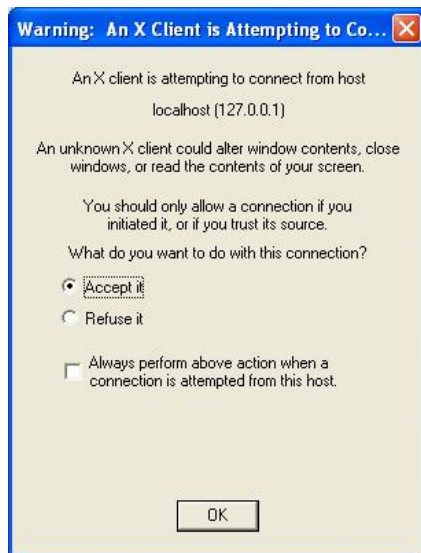 Warning: An X Client is Attempting to Co...
An X client is attempting to connect from host
localhost (127.0.0.1)
An unknown X client could alter window contents, close
windows, or read the contents of your screen.
You should only allow a connection if you
initiated it, or if you trust its source.
What do you want to do with this connection?
Accept it
Refuse it
Always perform above action when a
connection is attempted from this host.
OK